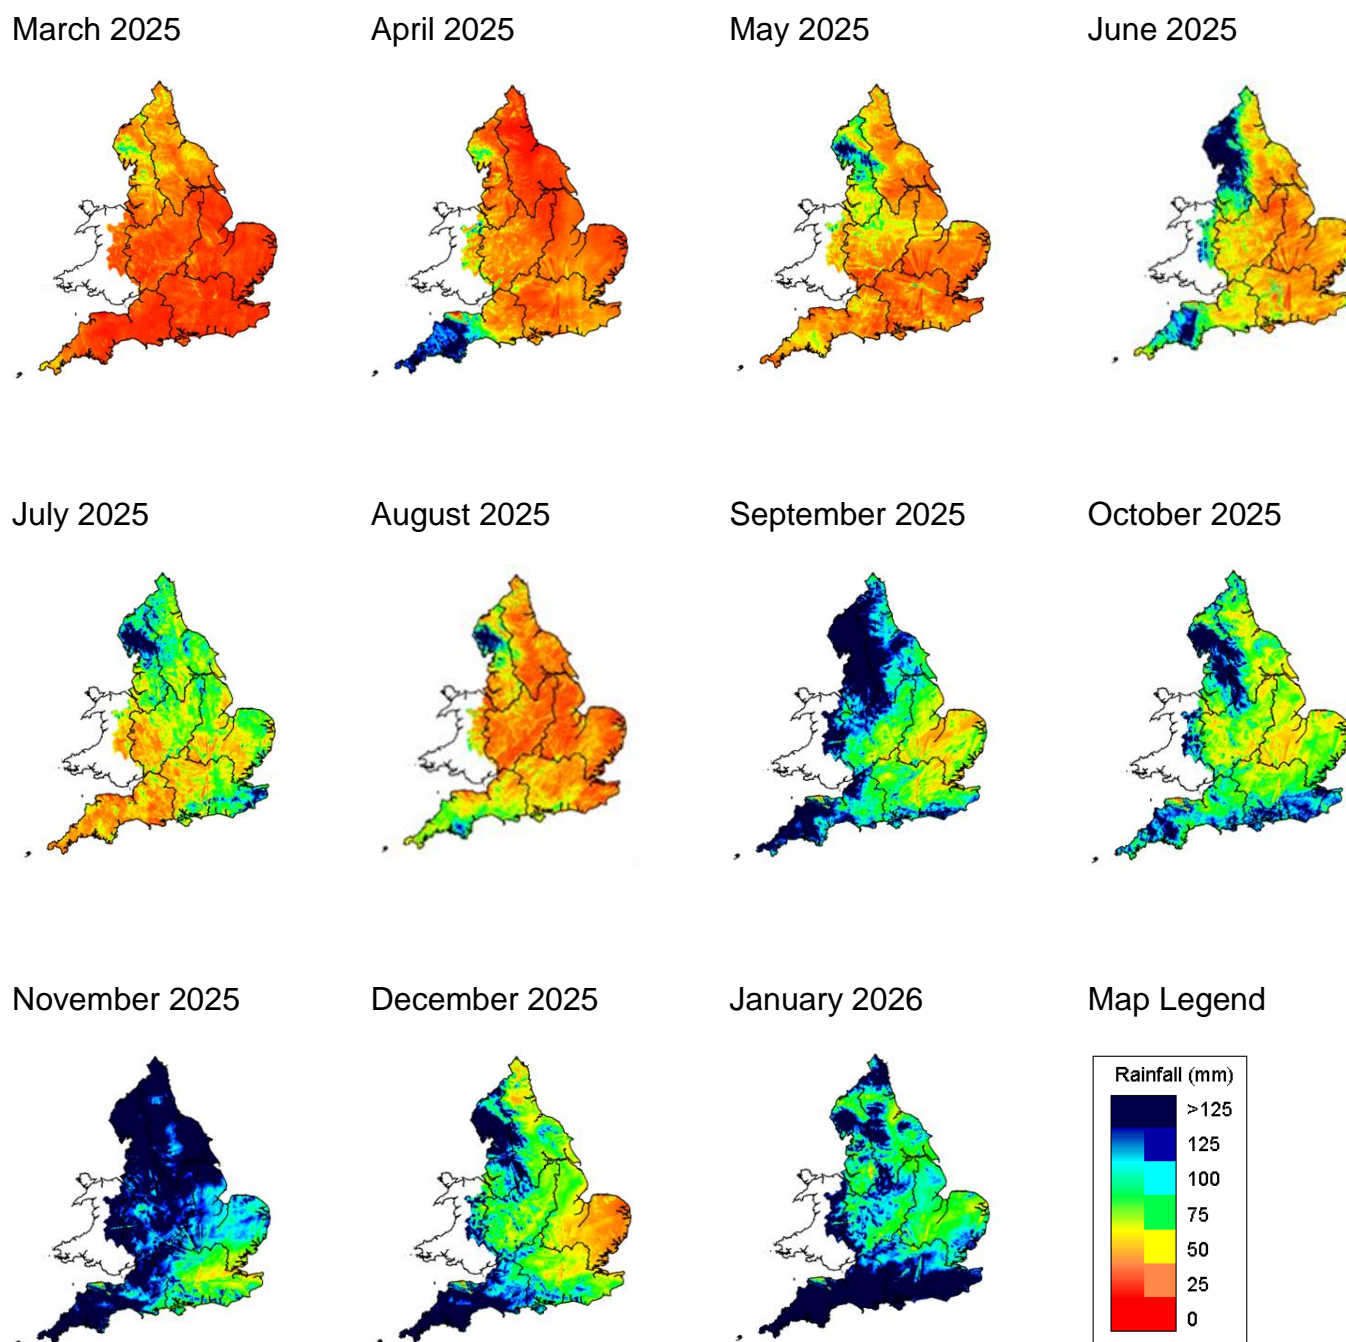 March 2025
April 2025
May 2025
June 2025
July 2025
August 2025
September 2025
October 2025
November 2025
December 2025
January 2026
Map Legend
Rainfall (mm)
>125
125
100
75
50
25
0